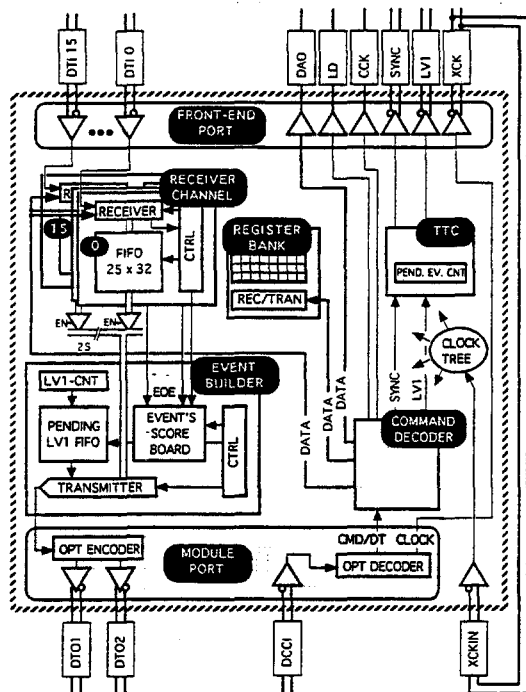 DTI 15
DTI 0
DAO
LD
CCK
SYNC
LV1
XCK
FRONT-END
PORT
RECEIVER
CHANNEL
R
RECEIVER
15
0
FIFO
25 x 32
CTRL
REGISTER
BANK
REC/TRAN
TTC
PEND. EV. CNT
CLOCK
TREE
EN
EN
25
EVENT
BUILDER
LV1-CNT
EOE
PENDING
LV1 FIFO
EVENT'S
-SCORE
BOARD
CTRL
TRANSMITTER
DATA
DATA
DATA
SYNC
LV1
COMMAND
DECODER
CMD/DT CLOCK
OPT ENCODER
MODULE
PORT
OPT DECODER
DTO1
DTO2
DCCI
XCKIN